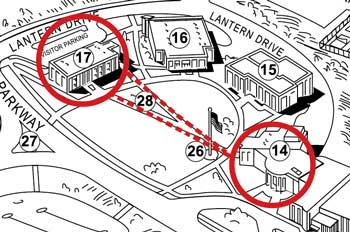 LANTERN DRIVE
VISITOR PARKING
17
16
LANTERN DRIVE
15
28
PARKWAY
27
26
14